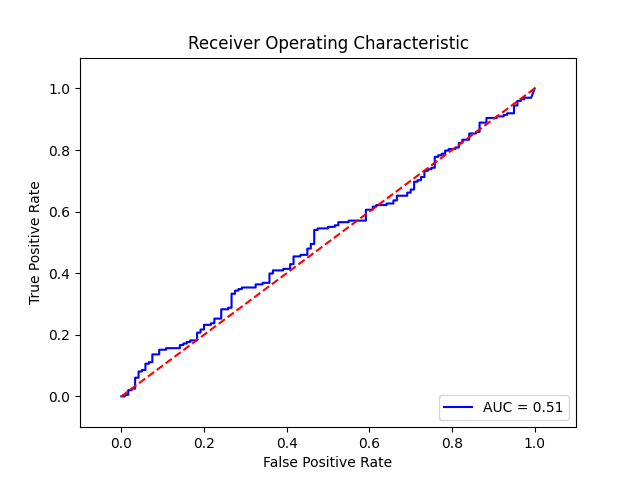 Receiver Operating Characteristic
True Positive Rate
1.0
0.8
0.6
0.4
0.2
0.0
AUC = 0.51
0.0 0.2 0.4 0.6 0.8 1.0
False Positive Rate